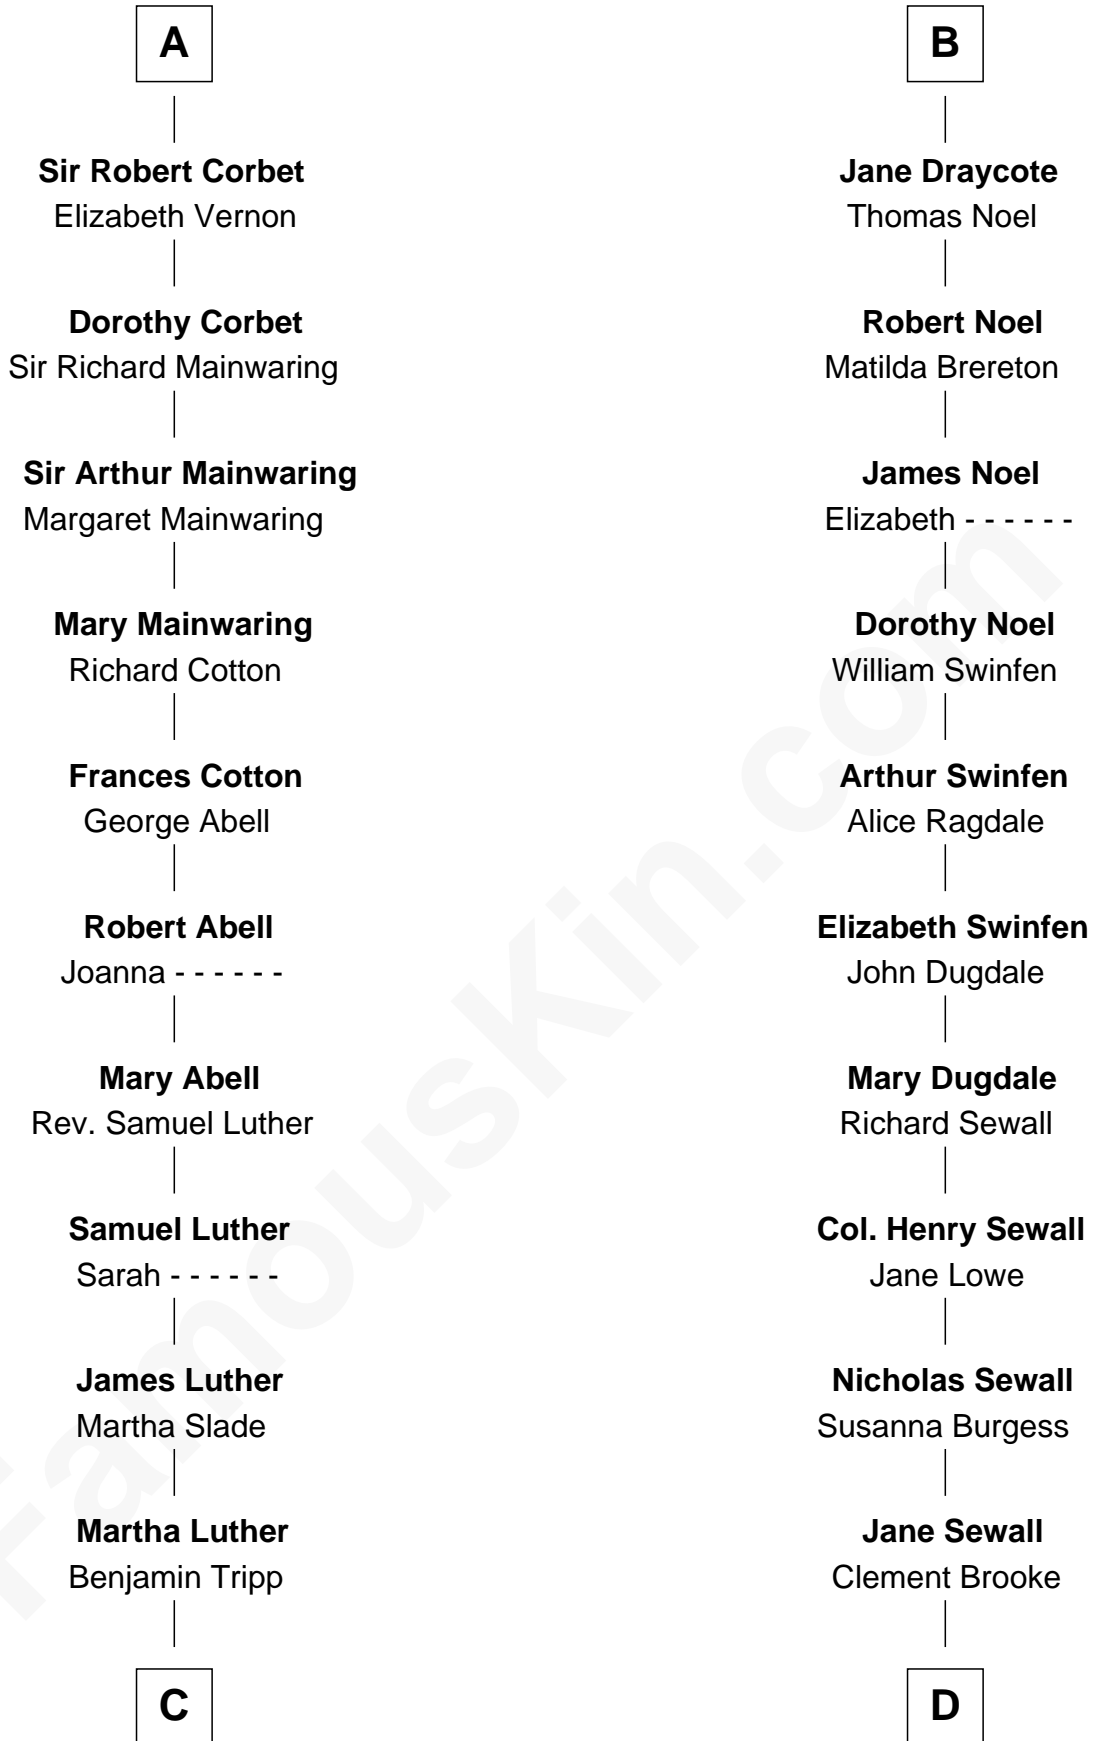 A
Sir Robert Corbet
Elizabeth Vernon
Dorothy Corbet
Sir Richard Mainwaring
Sir Arthur Mainwaring
Margaret Mainwaring
Mary Mainwaring
Richard Cotton
Frances Cotton
George Abell
Robert Abell
Joanna - - - - - -
Mary Abell
Rev. Samuel Luther
Samuel Luther
Sarah - - - - - -
James Luther
Martha Slade
Martha Luther
Benjamin Tripp
C
B
Jane Draycote
Thomas Noel
Robert Noel
Matilda Brereton
James Noel
Elizabeth - - - - - -
Dorothy Noel
William Swinfen
Arthur Swinfen
Alice Ragdale
Elizabeth Swinfen
John Dugdale
Mary Dugdale
Richard Sewall
Col. Henry Sewall
Jane Lowe
Nicholas Sewall
Susanna Burgess
Jane Sewall
Clement Brooke
D
FamousKin.com